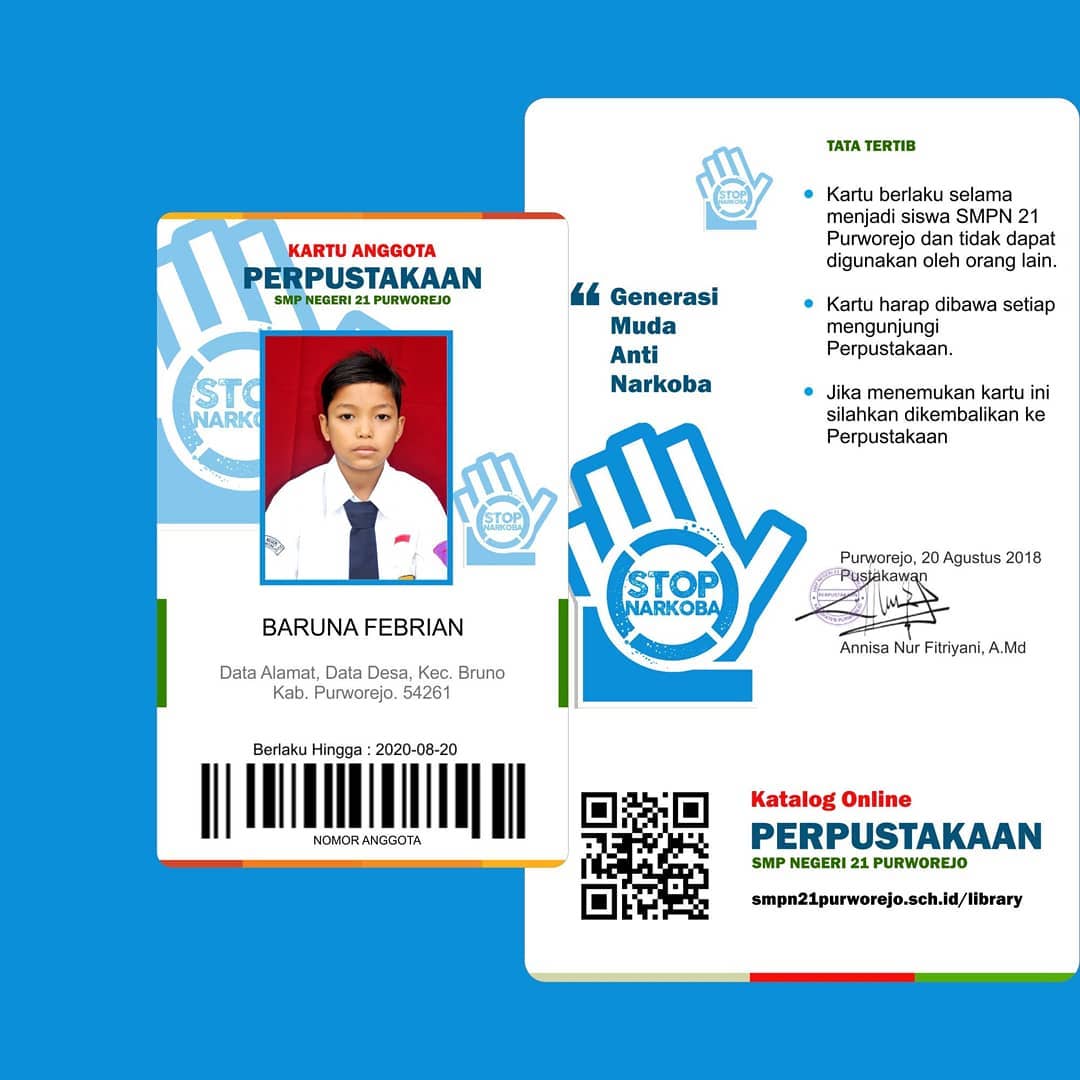 KARTU ANGGOTA
PERPUSTAKAAN
SMP NEGERI 21 PURWOREJO
STOP
NARKOBA
BARUNA FEBRIAN
Data Alamat, Data Desa, Kec. Bruno
Kab. Purworejo. 54261
Berlaku Hingga : 2020-08-20
NOMOR ANGGOTA
STOP
NARKOBA
“ Generasi
Muda
Anti
Narkoba
STOP
NARKOBA
TATA TERTIB
• Kartu berlaku selama
menjadi siswa SMPN 21
Purworejo dan tidak dapat
digunakan oleh orang lain.
• Kartu harap dibawa setiap
mengunjungi
Perpustakaan.
• Jika menemukan kartu ini
silahkan dikembalikan ke
Perpustakaan
Purworejo, 20 Agustus 2018
Pustakawan
Annisa Nur Fitriyani, A.Md
Katalog Online
PERPUSTAKAAN
SMP NEGERI 21 PURWOREJO
smpn21purworejo.sch.id/library